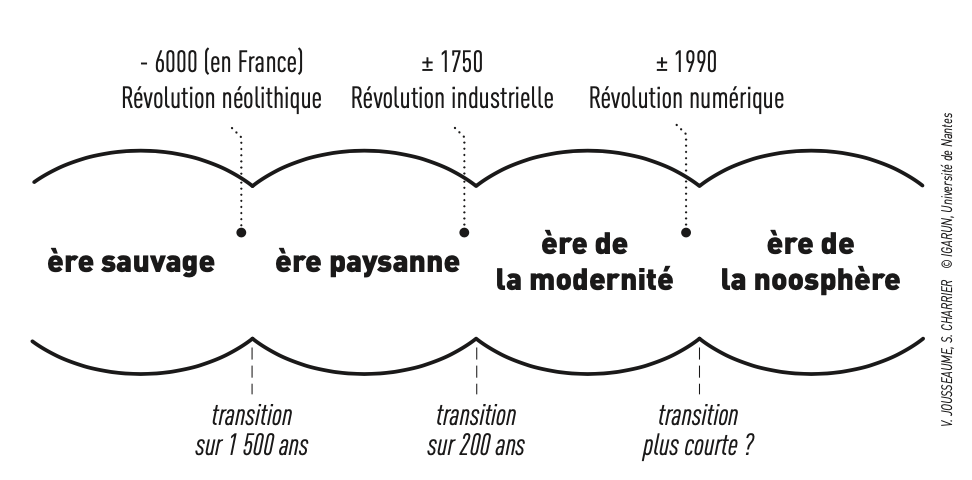 - 6000 (en France)
Révolution néolithique
± 1750
Révolution industrielle
± 1990
Révolution numérique
ère sauvage
ère paysanne
ère de
la modernité
ère de
la noosphère
transition
sur 1 500 ans
transition
sur 200 ans
transition
plus courte ?
V. JOUSSEAUME, S. CHARRIER © IGARUN, Université de Nantes